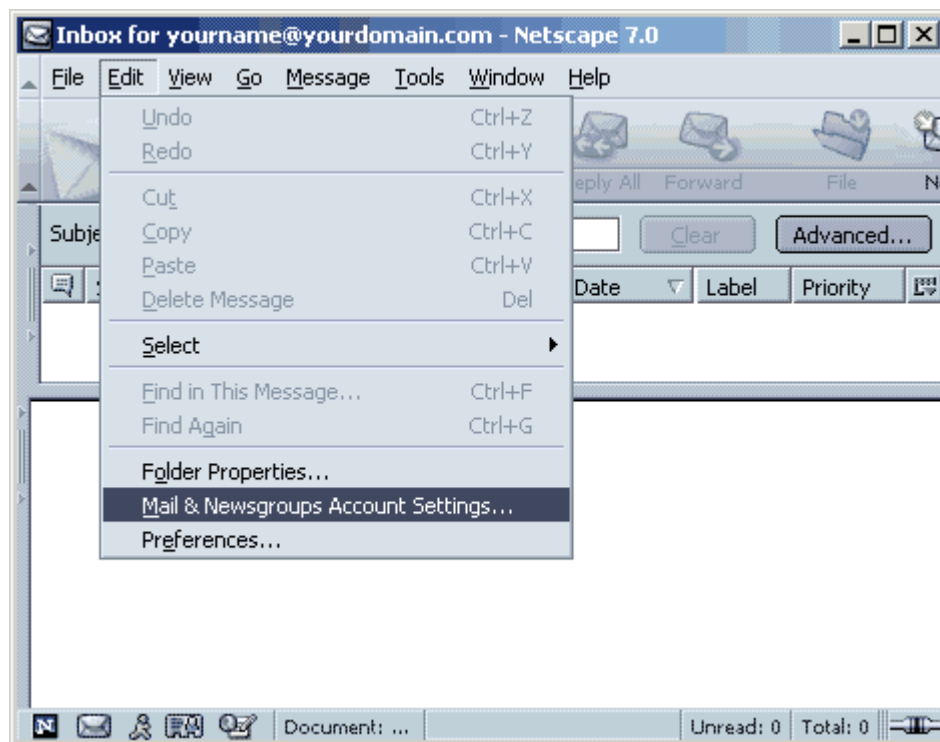 Inbox for yourname@yourdomain.com - Netscape 7.0
File Edit View Go Message Tools Window Help
Undo Ctrl+Z
Redo Ctrl+Y
eply All Forward File N
Cut Ctrl+X
Subje Copy Ctrl+C Clear Advanced...
Paste Ctrl+V
Delete Message Del
Date Label Priority
Select
Find in This Message... Ctrl+F
Find Again Ctrl+G
Folder Properties...
Mail & Newsgroups Account Settings...
Preferences...
N Document: ... Unread: 0 Total: 0